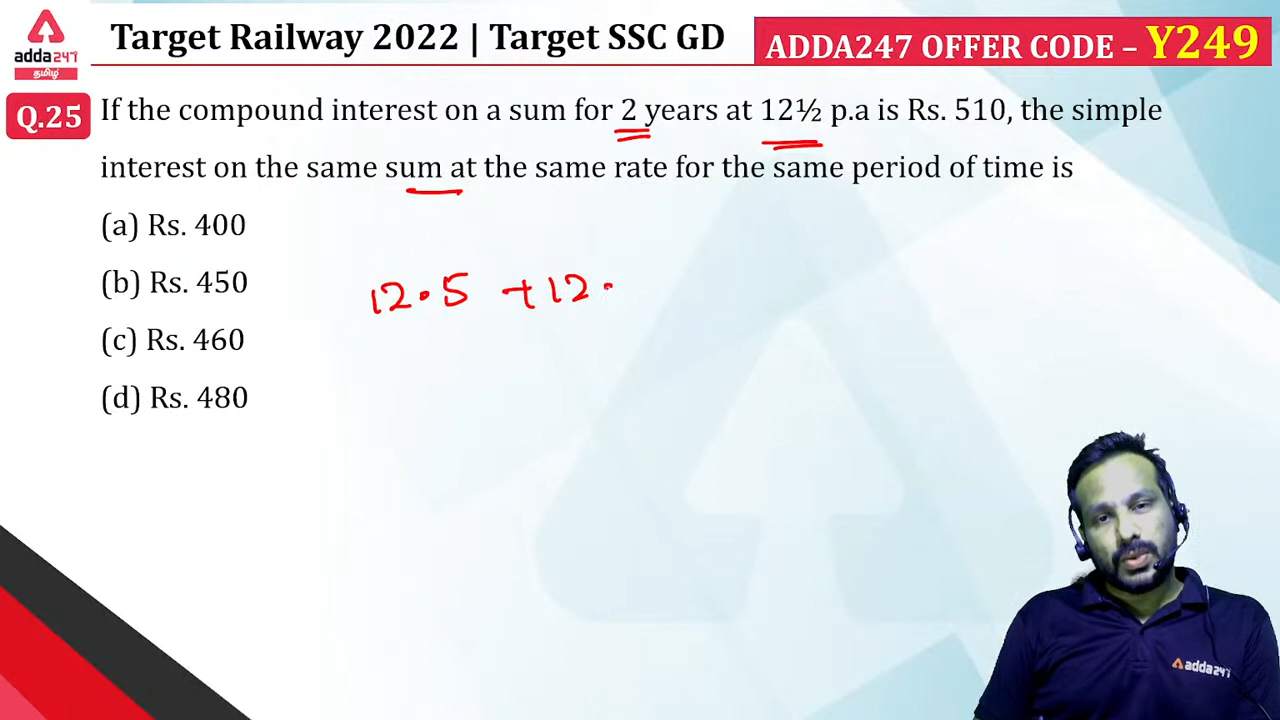 Target Railway 2022 | Target SSC GD
ADDA247 OFFER CODE – Y249
adda247
தமிழ்
Q.25
If the compound interest on a sum for 2 years at 12½ p.a is Rs. 510, the simple
interest on the same sum at the same rate for the same period of time is
(a) Rs. 400
(b) Rs. 450
(c) Rs. 460
(d) Rs. 480
12.5 +12.
adda247